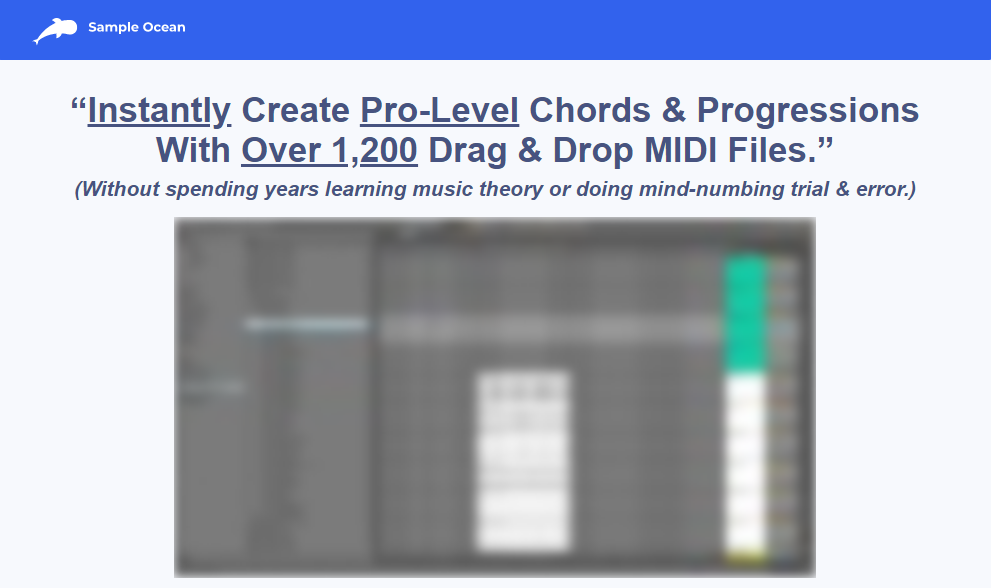 Sample Ocean
“Instantly Create Pro-Level Chords & Progressions
With Over 1,200 Drag & Drop MIDI Files.”
(Without spending years learning music theory or doing mind-numbing trial & error.)